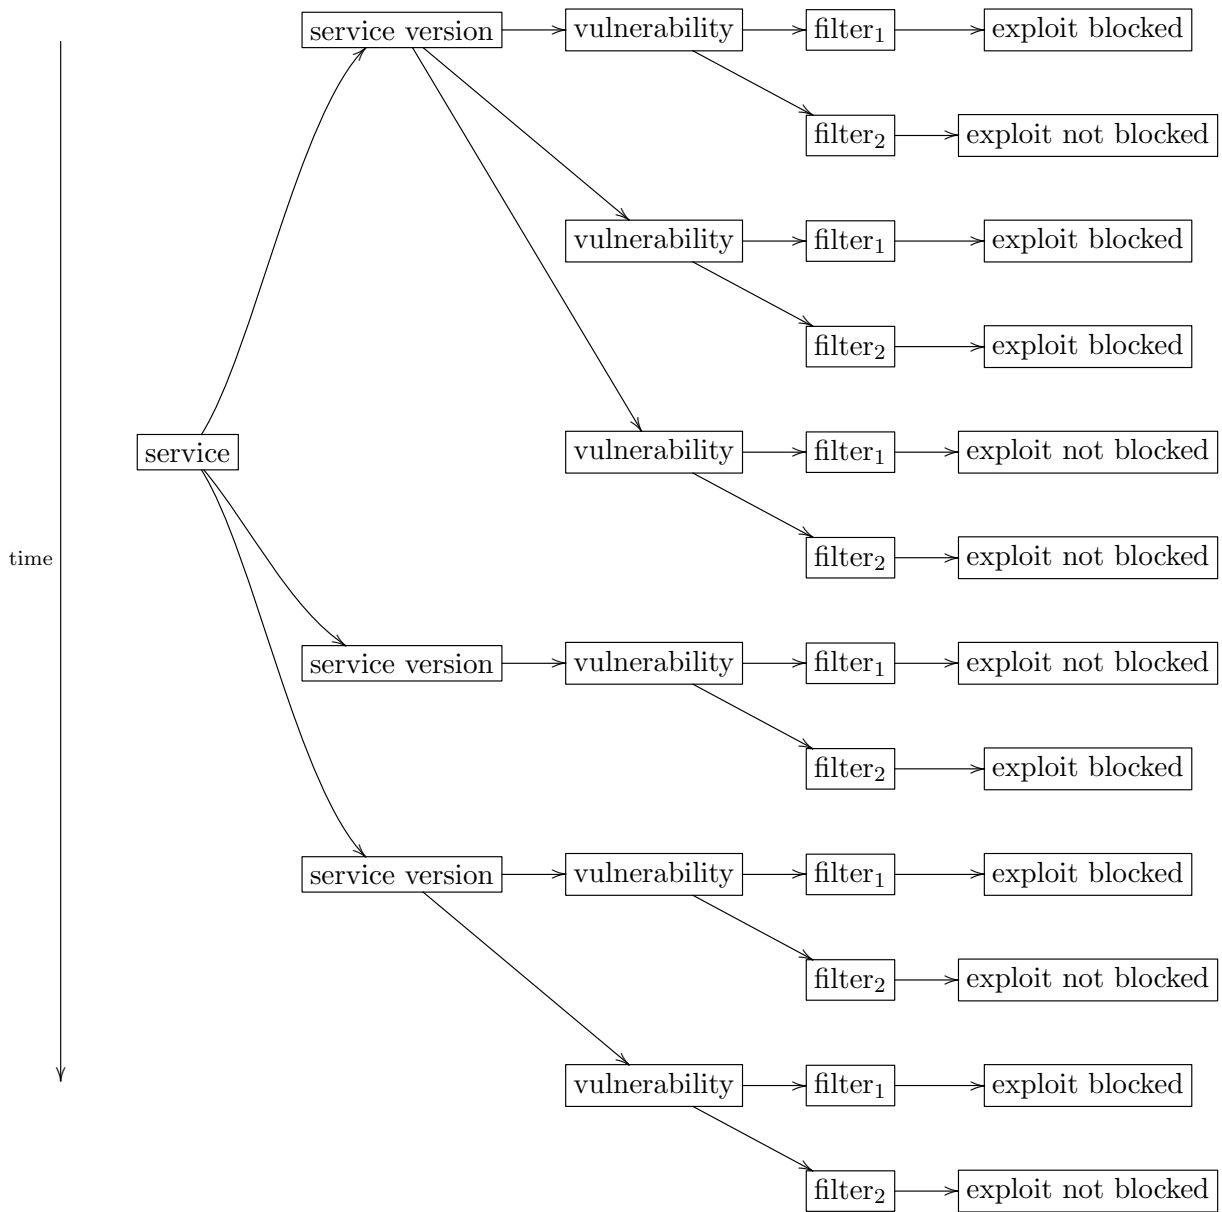 service version vulnerability filter₁ exploit blocked
filter₂ exploit not blocked
vulnerability filter₁ exploit blocked
filter₂ exploit blocked
service vulnerability filter₁ exploit not blocked
time filter₂ exploit not blocked
service version vulnerability filter₁ exploit not blocked
filter₂ exploit blocked
service version vulnerability filter₁ exploit blocked
filter₂ exploit not blocked
vulnerability filter₁ exploit blocked
filter₂ exploit not blocked